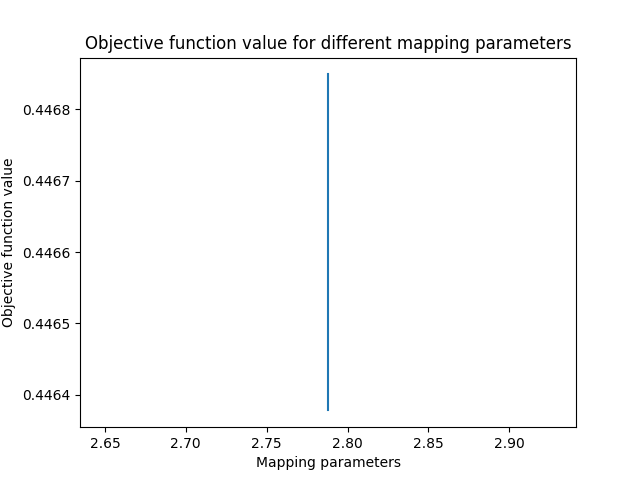 Objective function value for different mapping parameters
Objective function value
0.4468
0.4467
0.4466
0.4465
0.4464
2.65 2.70 2.75 2.80 2.85 2.90
Mapping parameters